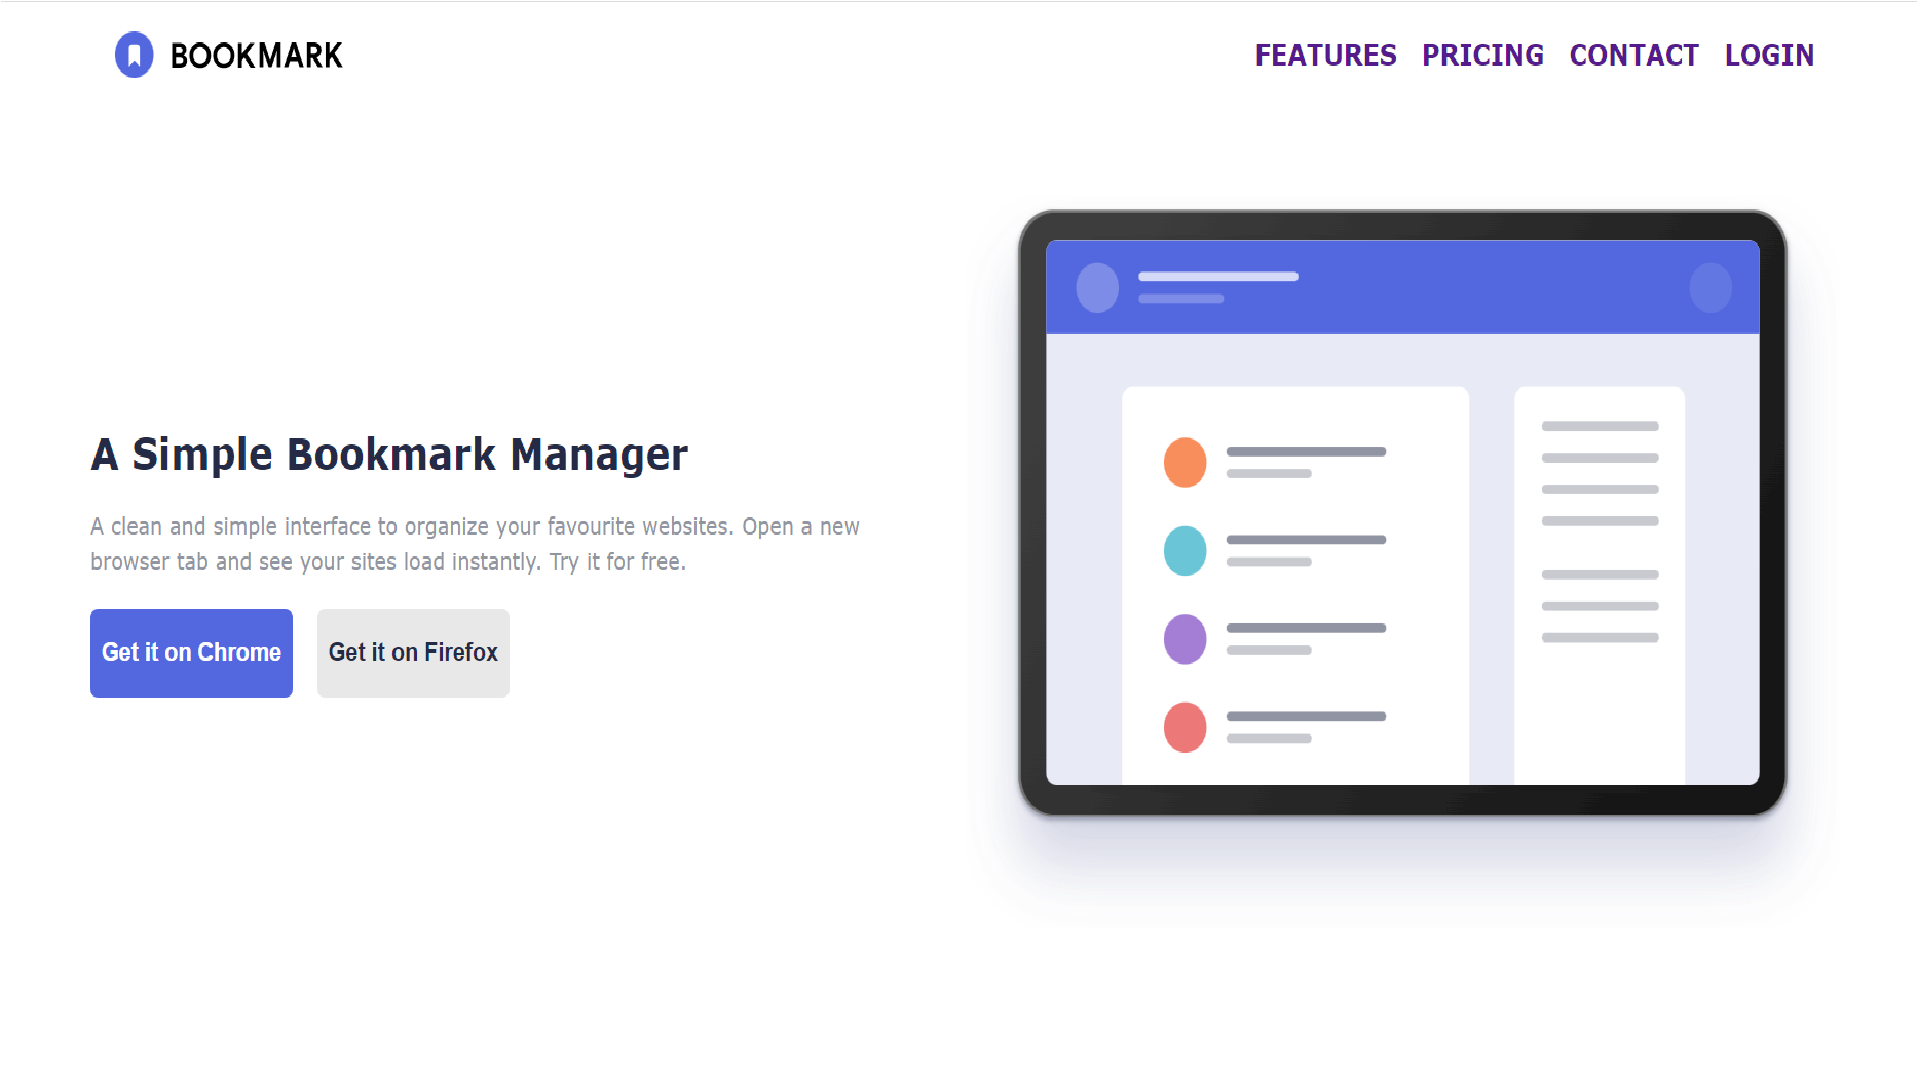 BOOKMARK
FEATURES PRICING CONTACT LOGIN
A Simple Bookmark Manager
A clean and simple interface to organize your favourite websites. Open a new
browser tab and see your sites load instantly. Try it for free.
Get it on Chrome
Get it on Firefox